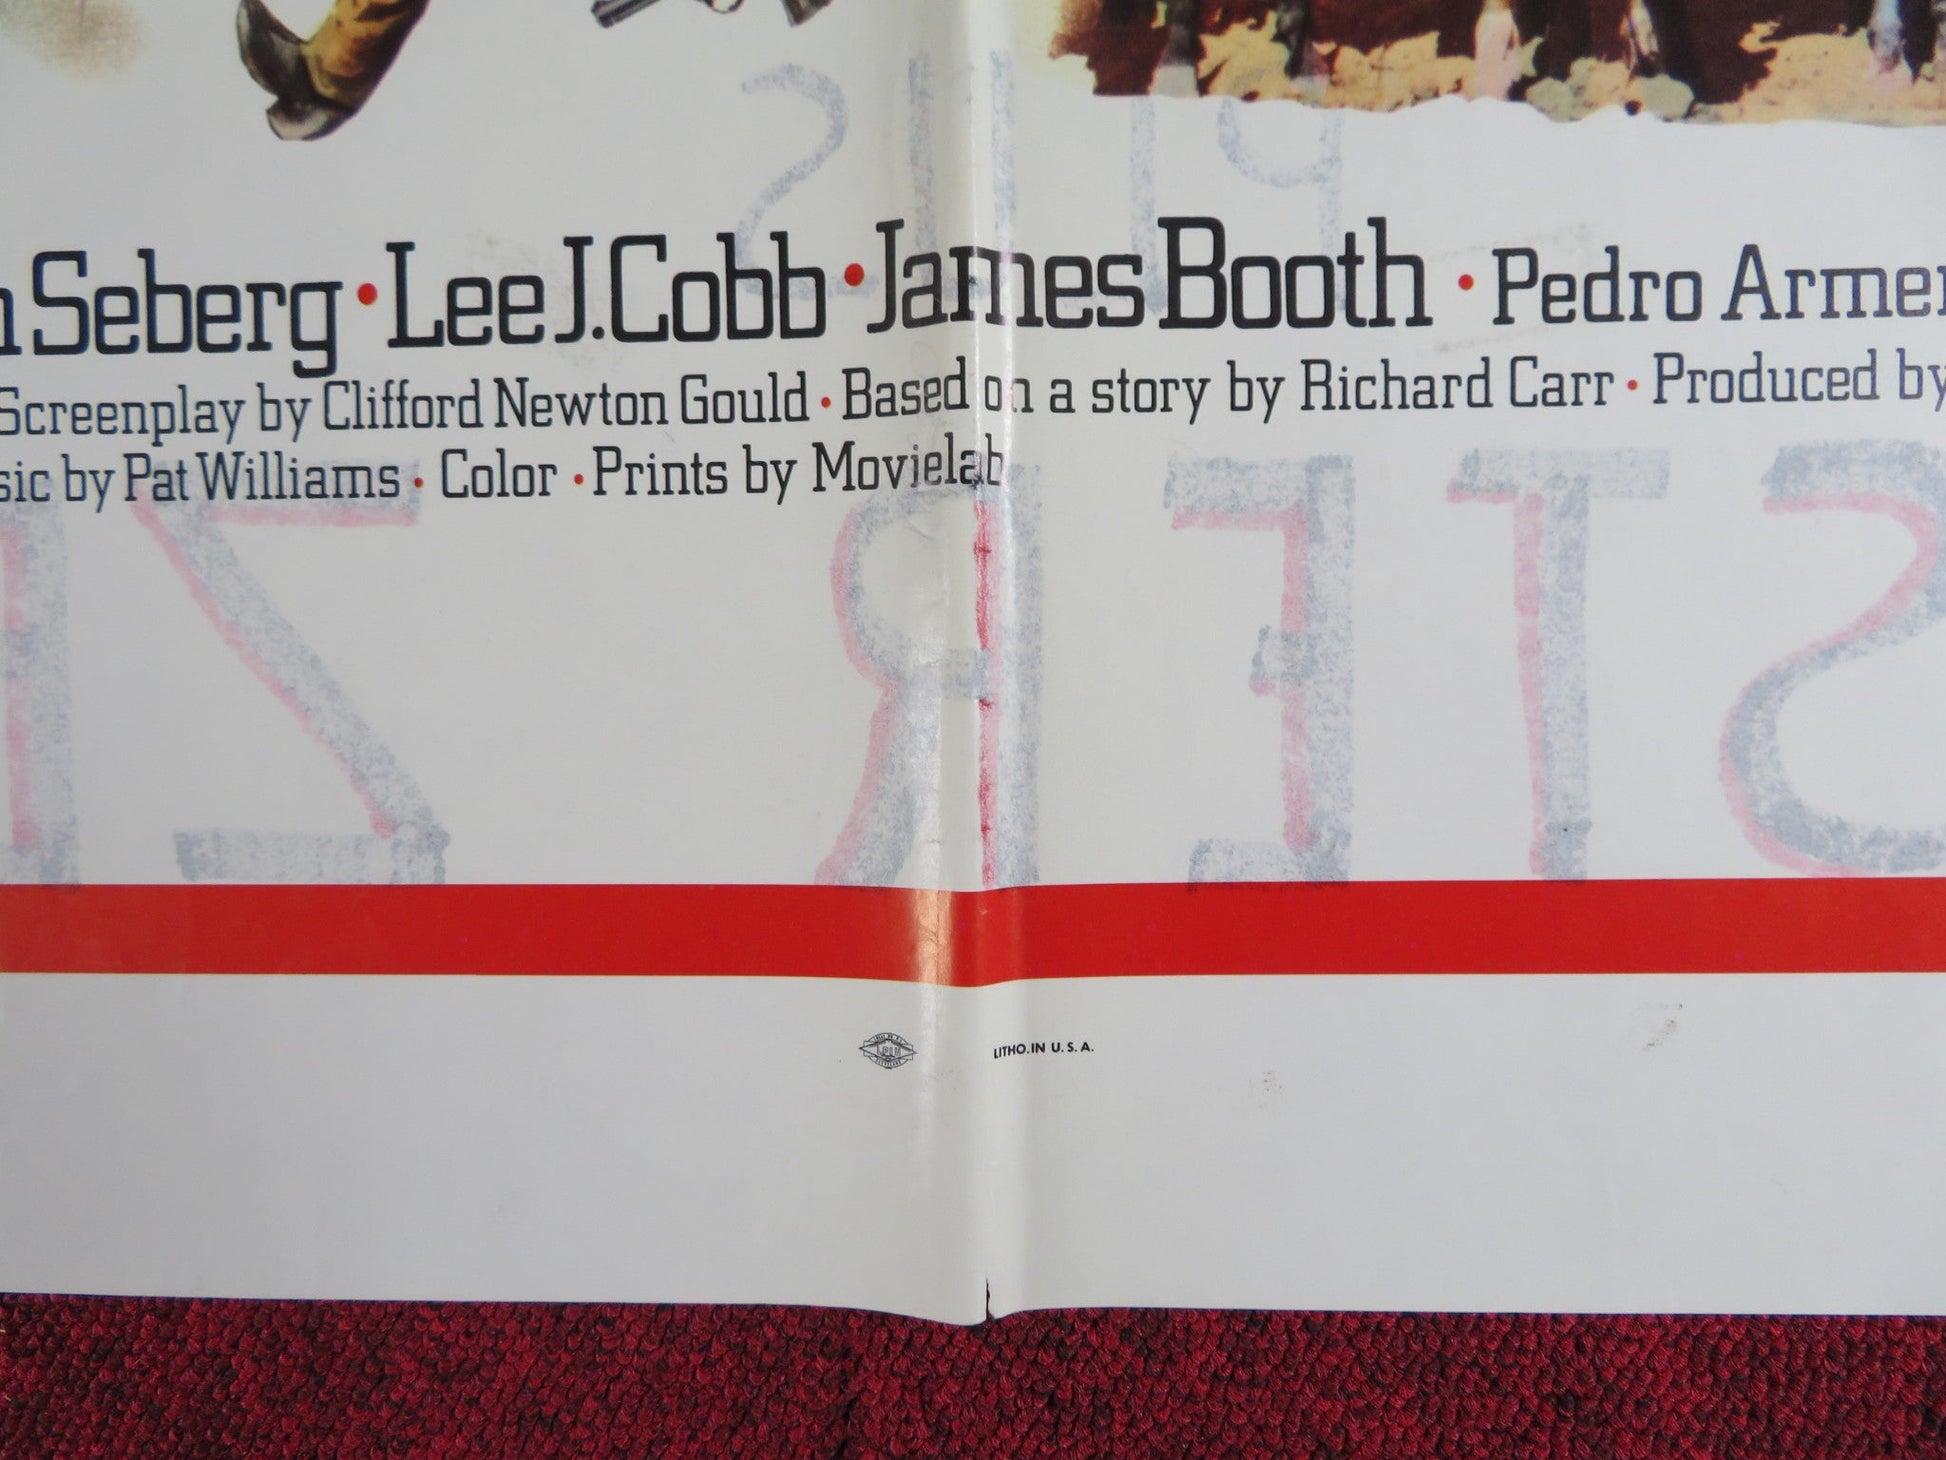 n Seberg • Lee J. Cobb • James Booth • Pedro Armen
Screenplay by Clifford Newton Gould • Based on a story by Richard Carr • Produced by
sic by Pat Williams • Color • Prints by Movielab
LITHO. IN U. S. A.